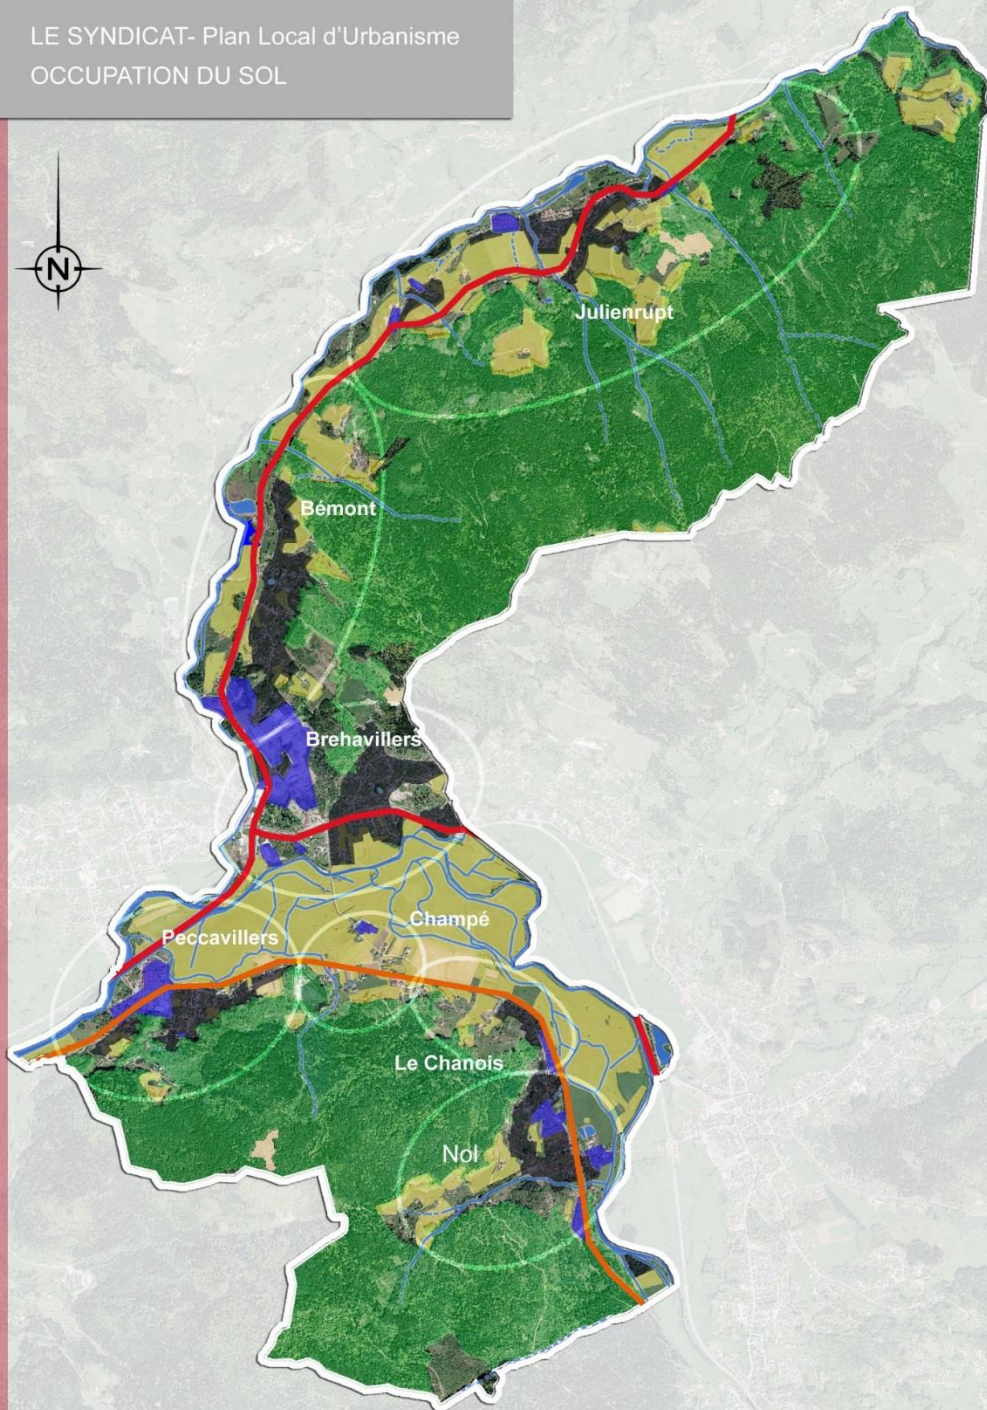 LE SYNDICAT- Plan Local d'Urbanisme
OCCUPATION DU SOL
N
Julienrupt
Bémont
Brehavillers
Champé
Peccavillers
Le Chanois
Nol